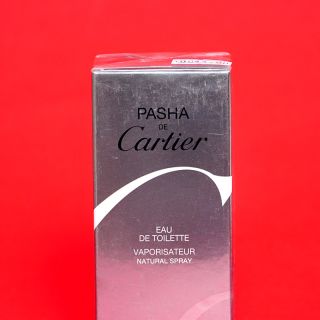 PASHA
DE
Cartier
EAU
DE TOILETTE
VAPORISATEUR
NATURAL SPRAY